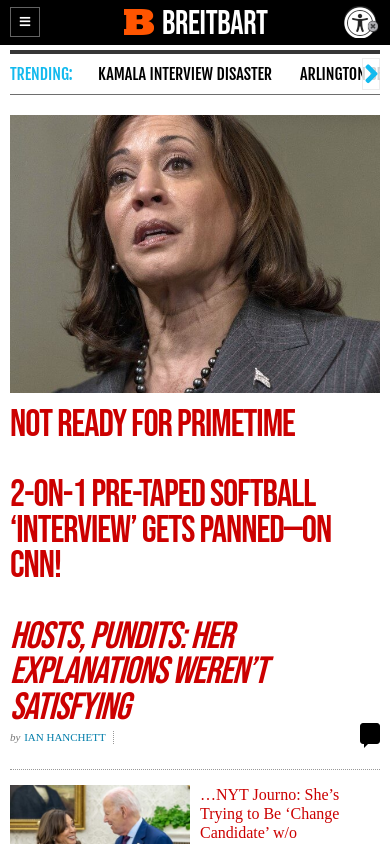 B BREITBART
TRENDING: KAMALA INTERVIEW DISASTER ARLINGTON
NOT READY FOR PRIMETIME
2-ON-1 PRE-TAPED SOFTBALL
‘INTERVIEW’ GETS PANNED—ON
CNN!
HOSTS, PUNDITS: HER
EXPLANATIONS WEREN’T
SATISFYING
by IAN HANCHETT
…NYT Journo: She’s
Trying to Be ‘Change
Candidate’ w/o